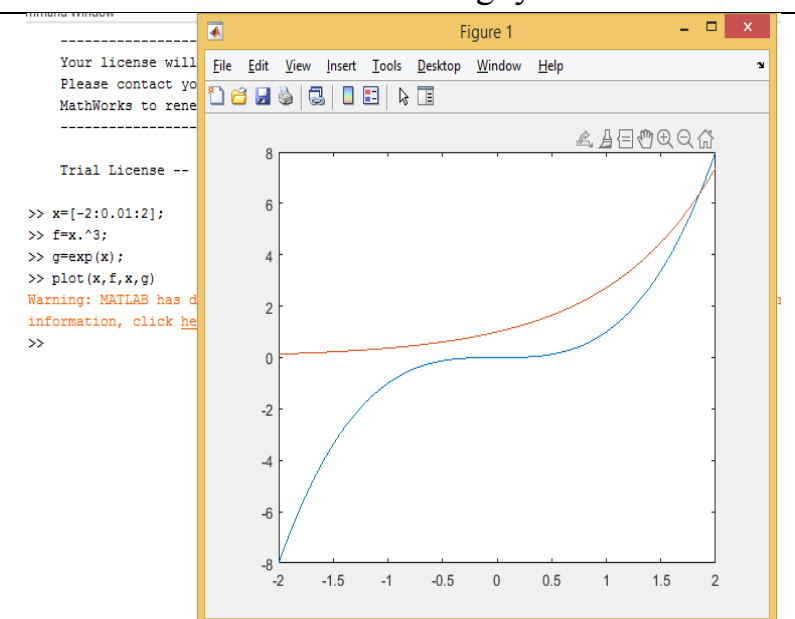 Figure 1
File Edit View Insert Tools Desktop Window Help
----------------------
Your license will
Please contact yo
MathWorks to rene
----------------------
Trial License --
>> x=[-2:0.01:2];
>> f=x.^3;
>> g=exp(x);
>> plot(x,f,x,g)
Warning: MATLAB has d
information, click he
>>
8
6
4
2
0
-2
-4
-6
-8
-2 -1.5 -1 -0.5 0 0.5 1 1.5 2